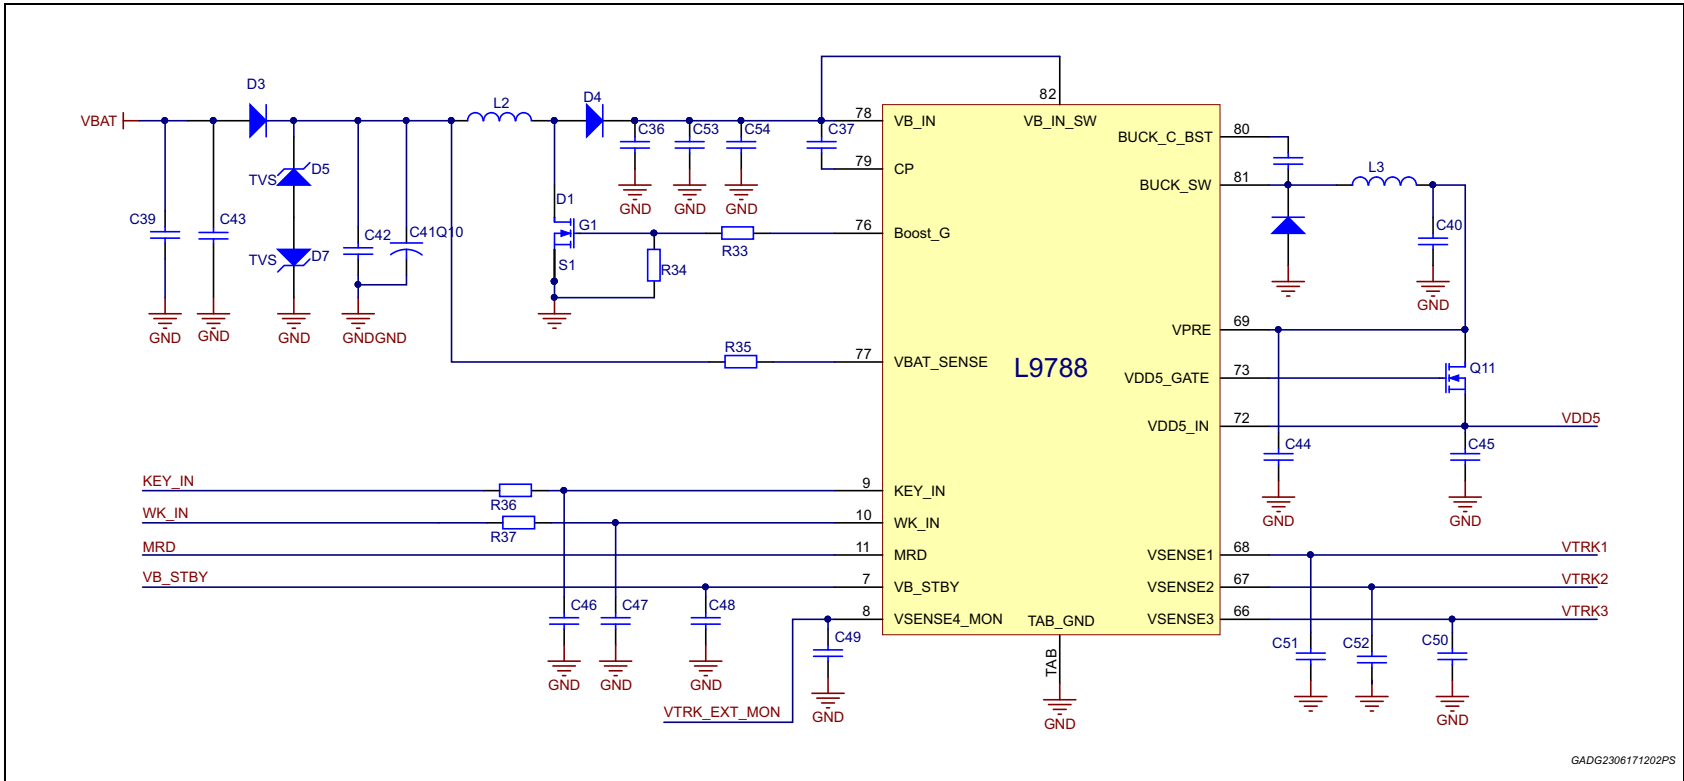 82
D3
L2
D4
VBAT
78
VB_IN
VB_IN_SW
C36
C53
C54
C37
80
BUCK_C_BST
79
CP
D5
TVS
L3
81
BUCK_SW
D1
GND
GND
GND
C39
C43
C42
C41Q10
G1
76
Boost_G
C40
R33
TVS
D7
S1
R34
GND
GND
GND
GND
GNDGND
69
VPRE
R35
77
VBAT_SENSE
L9788
73
VDD5_GATE
Q11
72
VDD5_IN
VDD5
C44
C45
KEY_IN
9
KEY_IN
R36
WK_IN
10
WK_IN
GND
GND
R37
MRD
11
MRD
68
VSENSE1
VTRK1
VB_STBY
7
VB_STBY
67
VSENSE2
VTRK2
C46
C47
C48
8
VSENSE4_MON
TAB_GND
66
VSENSE3
VTRK3
C49
C51
C52
C50
TAB
GND
GND
GND
VTRK_EXT_MON
GND
GND
GND
GADG2306171202PS